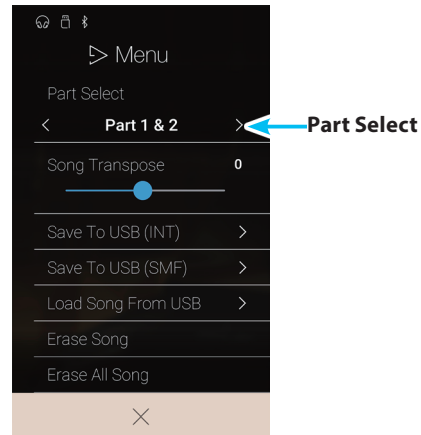 Menu
Part Select
Part 1 & 2
Part Select
Song Transpose 0
Save To USB (INT)
Save To USB (SMF)
Load Song From USB
Erase Song
Erase All Song